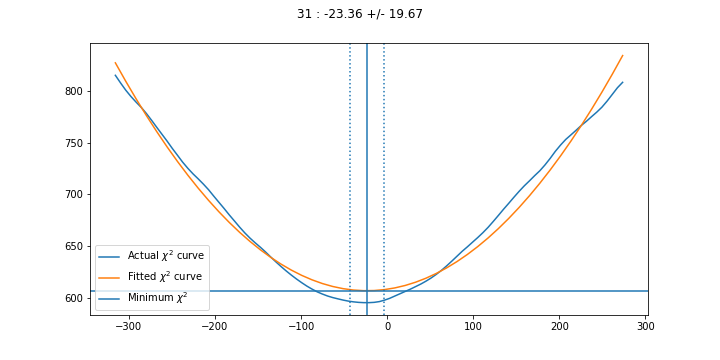 31 : -23.36 +/- 19.67
800
750
700
650
600
Actual χ² curve
Fitted χ² curve
Minimum χ²
−300 −200 −100 0 100 200 300